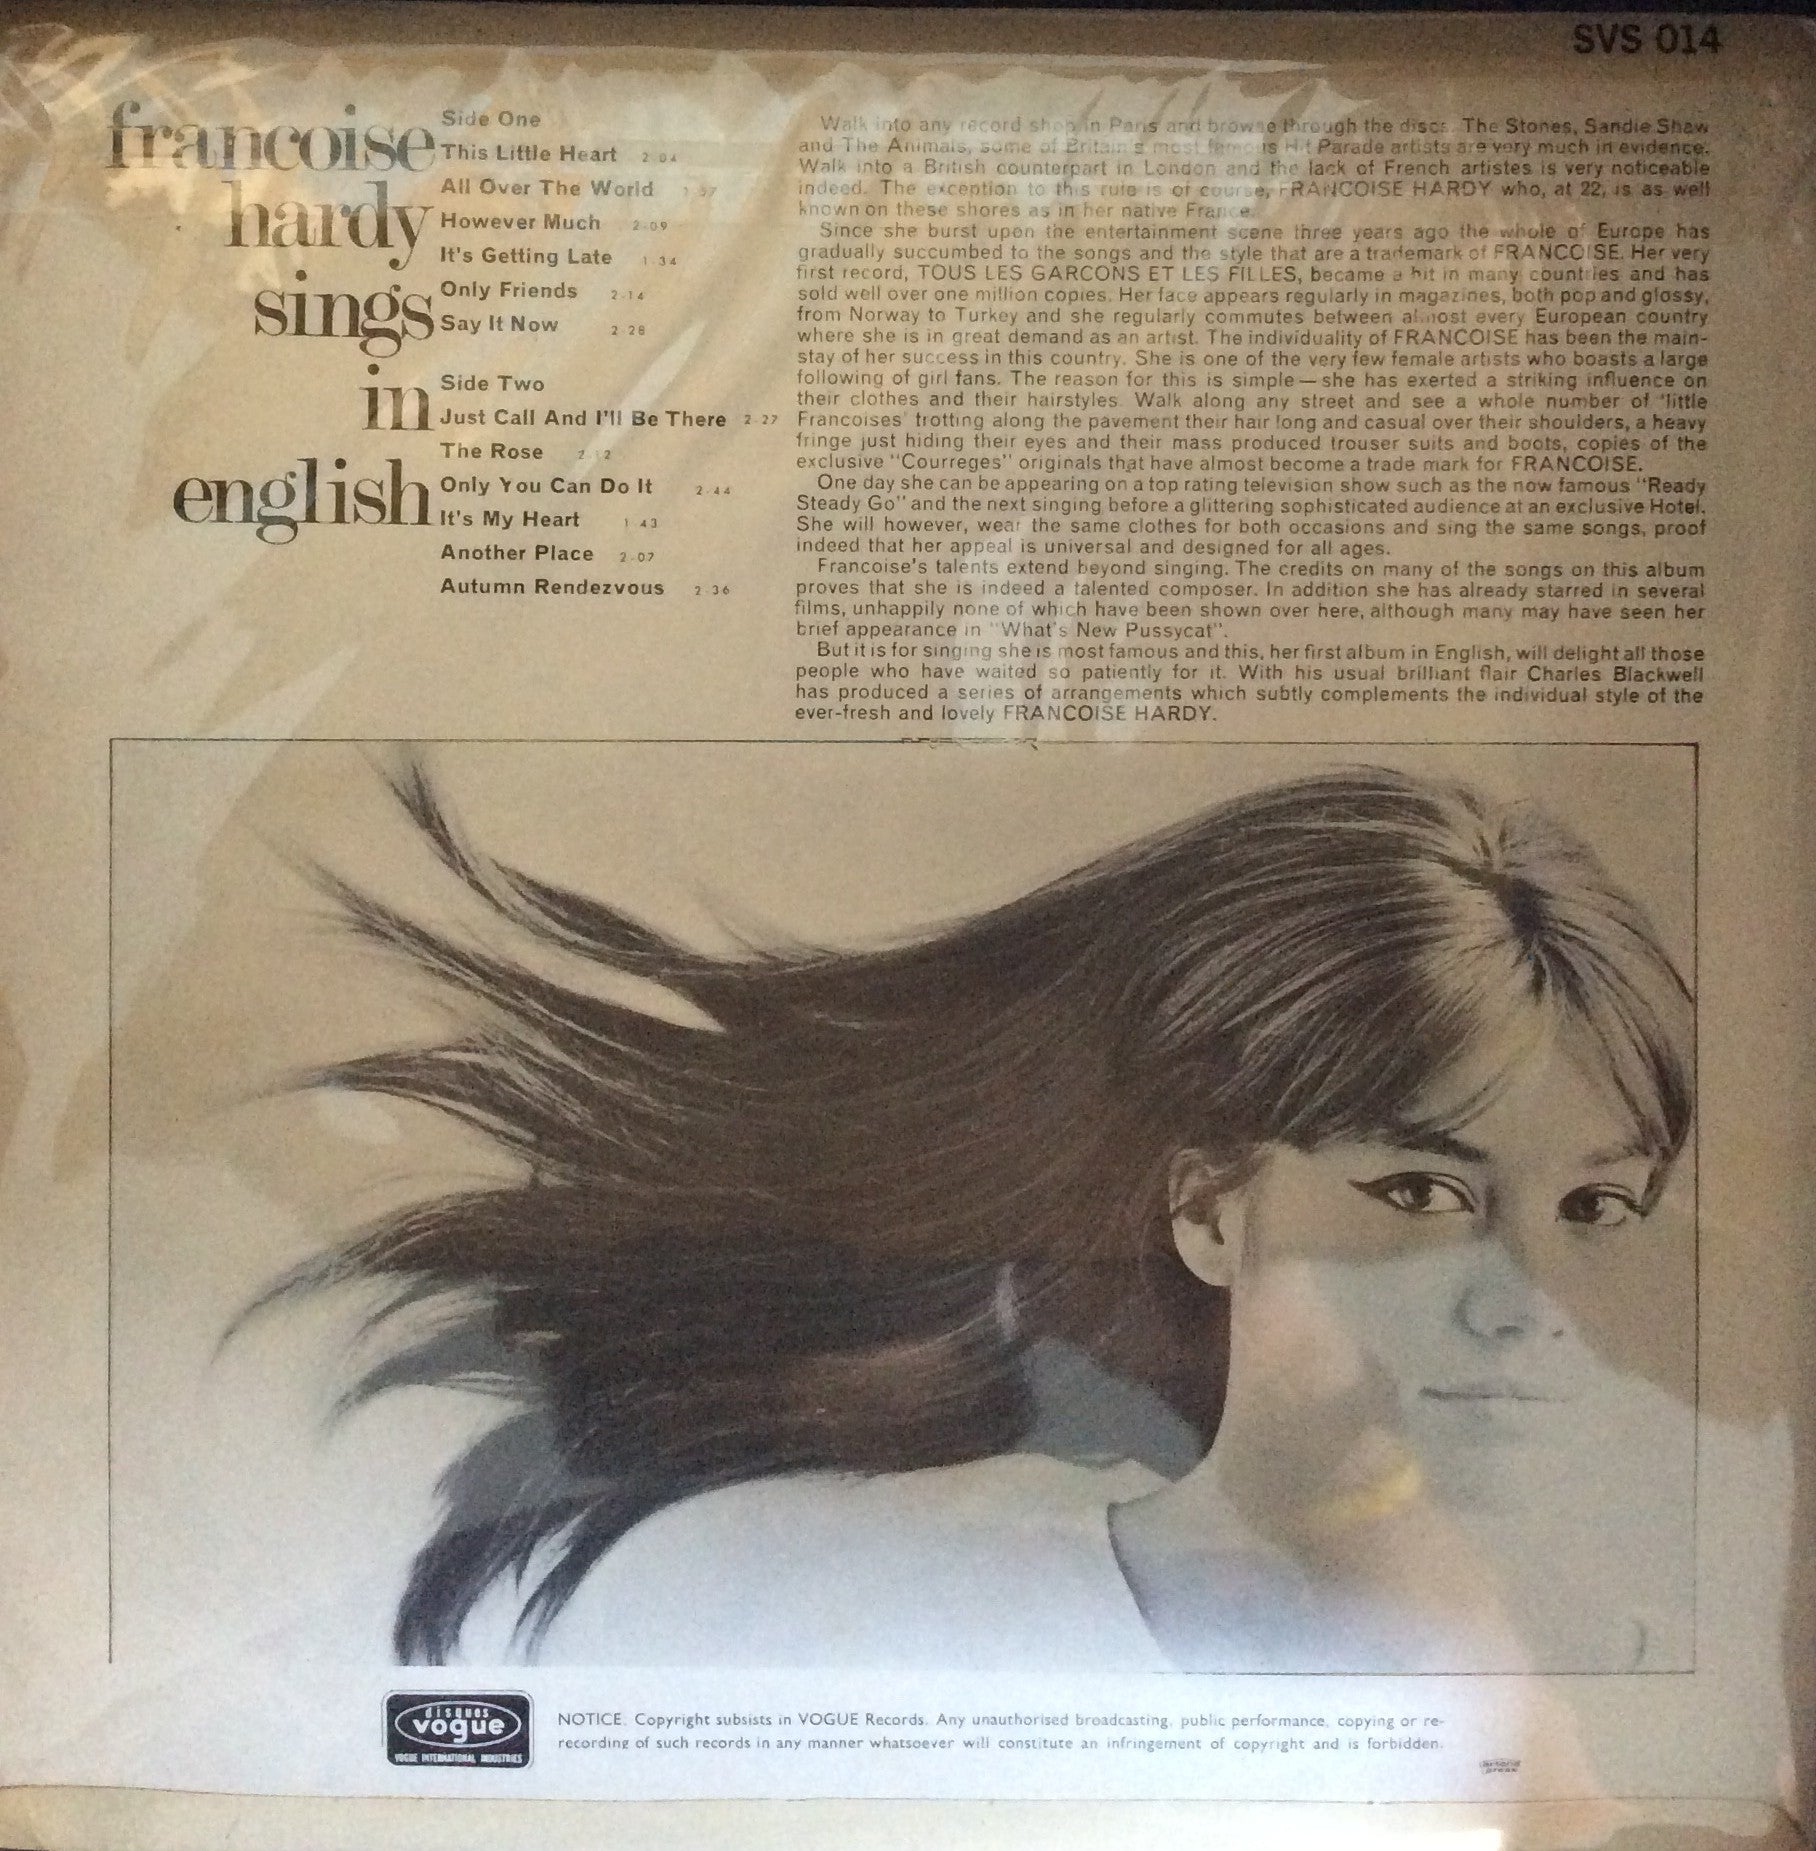 SVS 014
francoise
hardy
sings
in
english
Side One
This Little Heart 2·04
All Over The World 1·57
However Much 2·09
It's Getting Late 1·34
Only Friends 2·14
Say It Now 2·28
Side Two
Just Call And I'll Be There 2·27
The Rose 2·12
Only You Can Do It 2·44
It's My Heart 1·43
Another Place 2·07
Autumn Rendezvous 2·36
Walk into any record shop in Paris and browse through the discs. The Stones, Sandie Shaw
and The Animals, some of Britain's most famous Hit Parade artists are very much in evidence.
Walk into a British counterpart in London and the lack of French artistes is very noticeable
indeed. The exception to this rule is of course, FRANCOISE HARDY who, at 22, is as well
known on these shores as in her native France.
Since she burst upon the entertainment scene three years ago the whole of Europe has
gradually succumbed to the songs and the style that are a trademark of FRANCOISE. Her very
first record, TOUS LES GARCONS ET LES FILLES, became a hit in many countries and has
sold well over one million copies. Her face appears regularly in magazines, both pop and glossy,
from Norway to Turkey and she regularly commutes between almost every European country
where she is in great demand as an artist. The individuality of FRANCOISE has been the main-
stay of her success in this country. She is one of the very few female artists who boasts a large
following of girl fans. The reason for this is simple — she has exerted a striking influence on
their clothes and their hairstyles. Walk along any street and see a whole number of 'little
Francoises' trotting along the pavement their hair long and casual over their shoulders, a heavy
fringe just hiding their eyes and their mass produced trouser suits and boots, copies of the
exclusive "Courreges" originals that have almost become a trade mark for FRANCOISE.
One day she can be appearing on a top rating television show such as the now famous "Ready
Steady Go" and the next singing before a glittering sophisticated audience at an exclusive Hotel.
She will however, wear the same clothes for both occasions and sing the same songs, proof
indeed that her appeal is universal and designed for all ages.
Francoise's talents extend beyond singing. The credits on many of the songs on this album
proves that she is indeed a talented composer. In addition she has already starred in several
films, unhappily none of which have been shown over here, although many may have seen her
brief appearance in "What's New Pussycat".
But it is for singing she is most famous and this, her first album in English, will delight all those
people who have waited so patiently for it. With his usual brilliant flair Charles Blackwell
has produced a series of arrangements which subtly complements the individual style of the
ever-fresh and lovely FRANCOISE HARDY.
disques
vogue
VOGUE INTERNATIONAL INDUSTRIES
NOTICE. Copyright subsists in VOGUE Records. Any unauthorised broadcasting, public performance, copying or re-
recording of such records in any manner whatsoever will constitute an infringement of copyright and is forbidden.